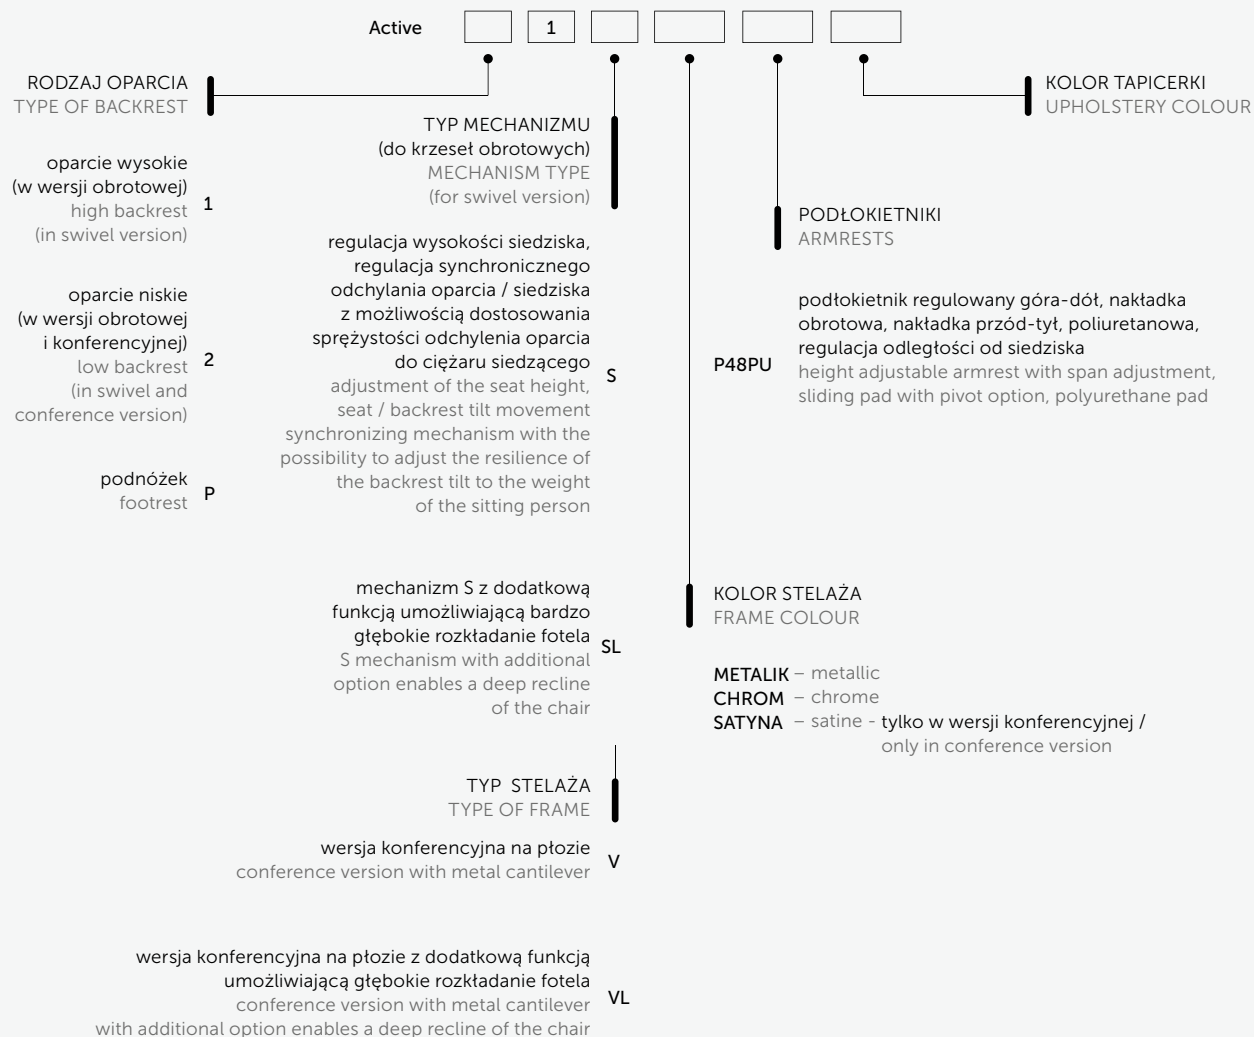 Active 1
RODZAJ OPARCIA
TYPE OF BACKREST
oparcie wysokie
(w wersji obrotowej)
high backrest
(in swivel version)
1
oparcie niskie
(w wersji obrotowej
i konferencyjnej)
low backrest
(in swivel and
conference version)
2
podnóżek
footrest
P
TYP MECHANIZMU
(do krzeseł obrotowych)
MECHANISM TYPE
(for swivel version)
regulacja wysokości siedziska,
regulacja synchronicznego
odchylania oparcia / siedziska
z możliwością dostosowania
sprężystości odchylenia oparcia
do ciężaru siedzącego
adjustment of the seat height,
seat / backrest tilt movement
synchronizing mechanism with the
possibility to adjust the resilience of
the backrest tilt to the weight
of the sitting person
S
mechanizm S z dodatkową
funkcją umożliwiającą bardzo
głębokie rozkładanie fotela
S mechanism with additional
option enables a deep recline
of the chair
SL
TYP STELAŻA
TYPE OF FRAME
wersja konferencyjna na płozie
conference version with metal cantilever
V
wersja konferencyjna na płozie z dodatkową funkcją
umożliwiającą głębokie rozkładanie fotela
conference version with metal cantilever
with additional option enables a deep recline of the chair
VL
KOLOR STELAŻA
FRAME COLOUR
METALIK – metallic
CHROM – chrome
SATYNA – satine - tylko w wersji konferencyjnej /
only in conference version
PODŁOKIETNIKI
ARMRESTS
P48PU
podłokietnik regulowany góra-dół, nakładka
obrotowa, nakładka przód-tył, poliuretanowa,
regulacja odległości od siedziska
height adjustable armrest with span adjustment,
sliding pad with pivot option, polyurethane pad
KOLOR TAPICERKI
UPHOLSTERY COLOUR